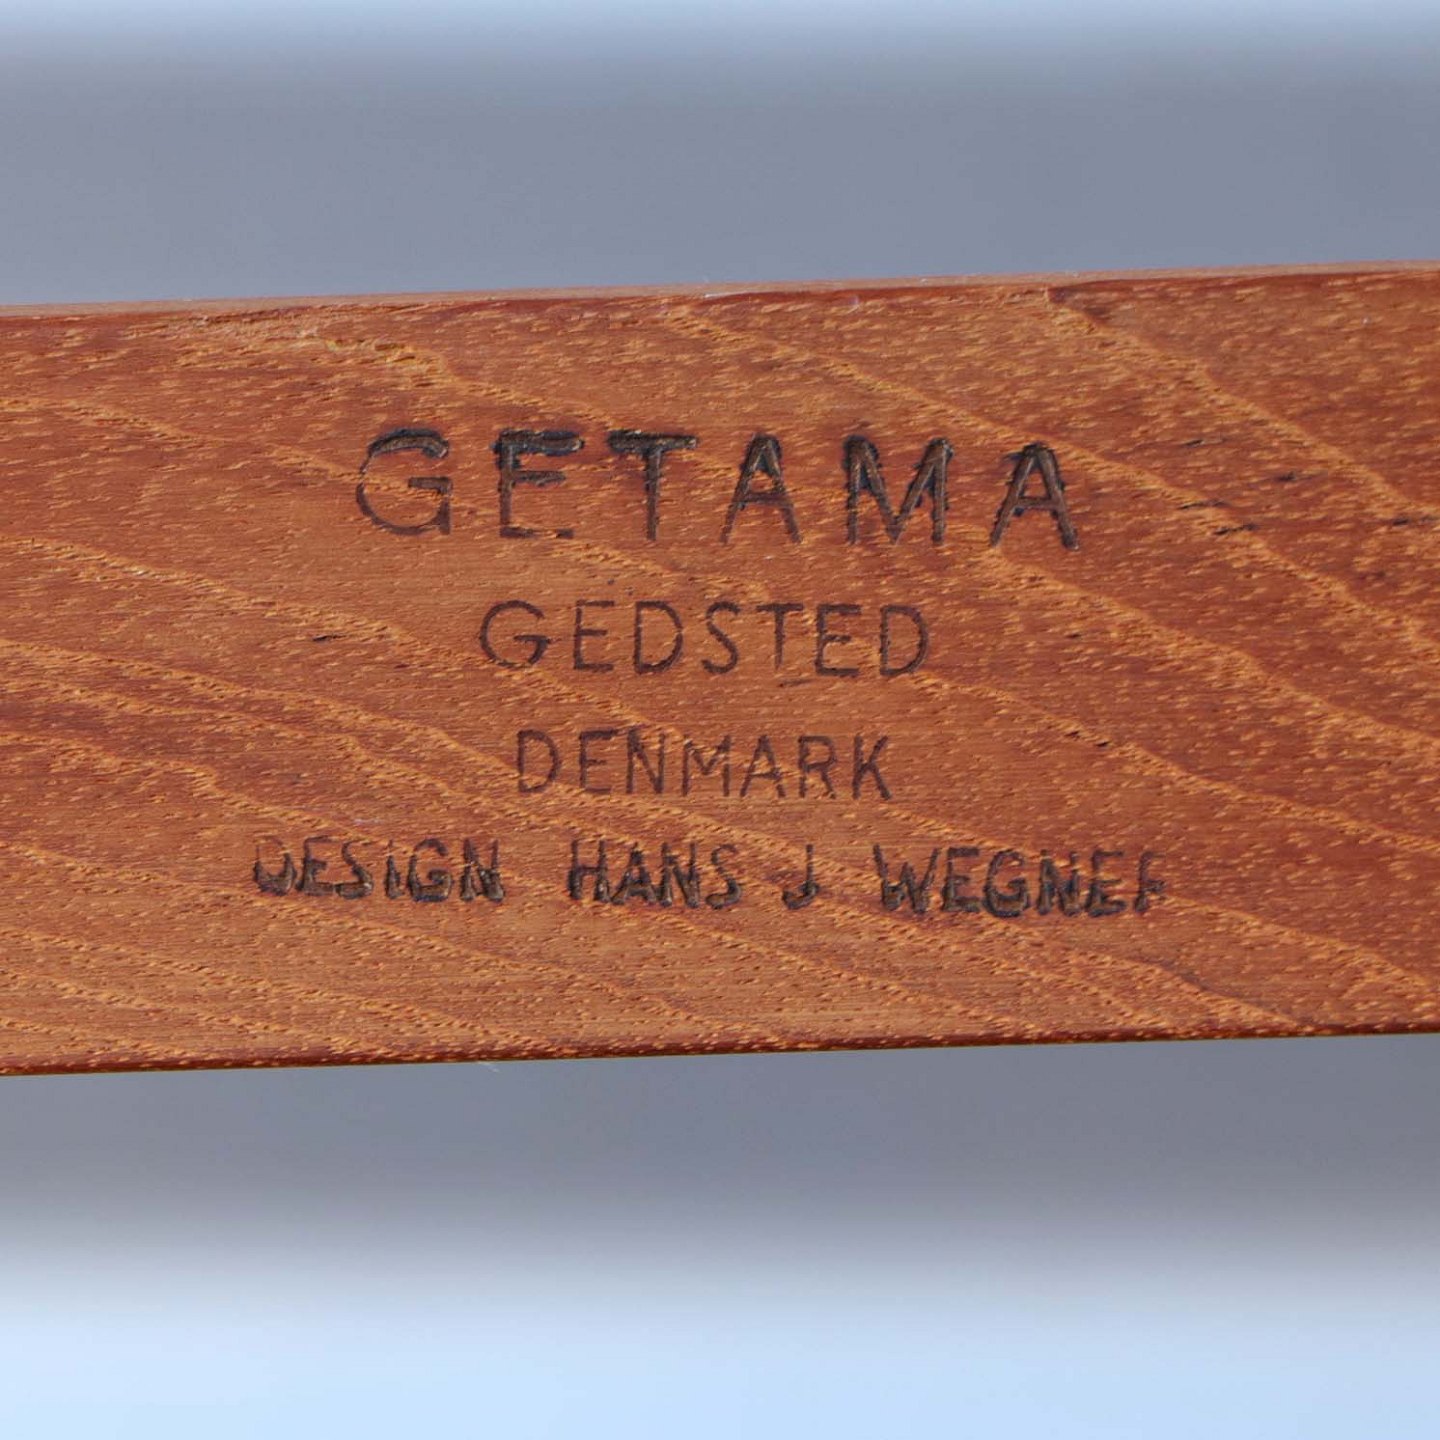 GETAMA
GEDSTED
DENMARK
DESIGN HANS J WEGNER